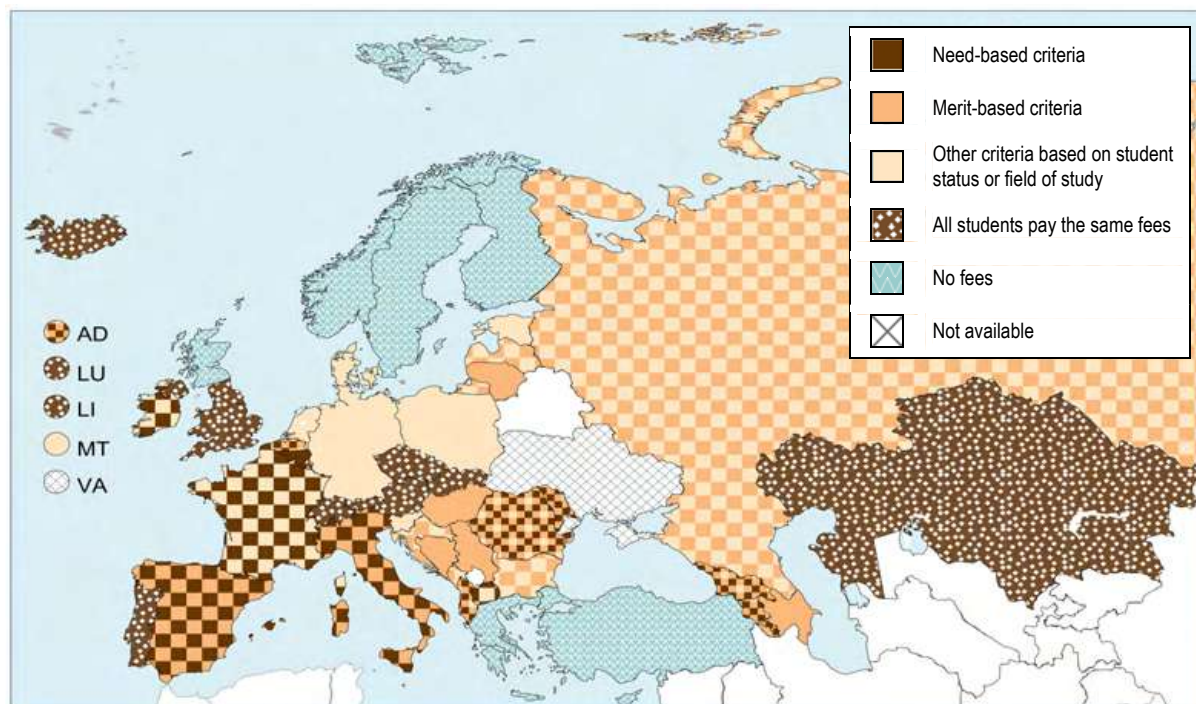 Need-based criteria
Merit-based criteria
Other criteria based on student
status or field of study
All students pay the same fees
No fees
Not available
AD
LU
LI
MT
VA